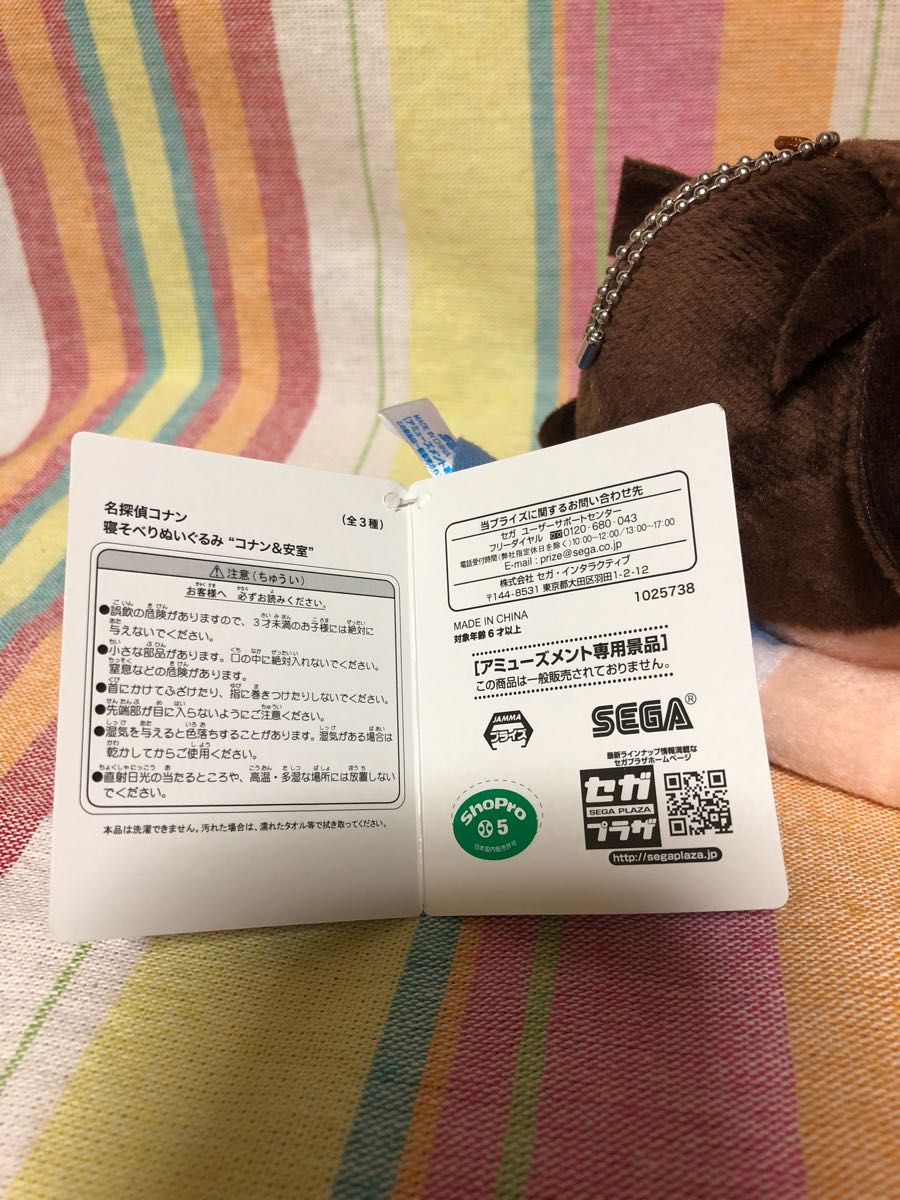 名探偵コナン
(全3種)
寝そべりぬいぐるみ "コナン&安室"
⚠注意(ちゅうい)
お客様へ 必ずお読みください。
●誤飲の危険がありますので、3才未満のお子様には絶対に
与えないでください。
●小さな部品があります。口の中に絶対入れないでください。
窒息などの危険があります。
●首にかけてふざけたり、指に巻きつけたりしないでください。
●先端部が目に入らないようにご注意ください。
●湿気を与えると色落ちすることがあります。湿気がある場合は
乾かしてからご使用ください。
●直射日光の当たるところや、高温・多湿な場所には放置しない
でください。
本品は洗濯できません。汚れた場合は、濡れたタオル等で拭き取ってください。
MADE IN CHINA
[アミューズメント
当プライズに関するお問い合わせ先
セガ ユーザーサポートセンター
フリーダイヤル 0120-680-043
電話受付時間(弊社指定休日を除く)10:00~12:00/13:00~17:00
E-mail : prize@sega.co.jp
株式会社 セガ・インタラクティブ
〒144-8531 東京都大田区羽田1-2-12
1025738
MADE IN CHINA
対象年齢6才以上
[アミューズメント専用景品]
この商品は一般販売されておりません。
JAMMA
プライズ
SEGA®
最新ラインナップ情報満載な
セガプラザホームページ
セガ
SEGA PLAZA
プラザ
http://segaplaza.jp
ShoPro
5
日本国内販売許可